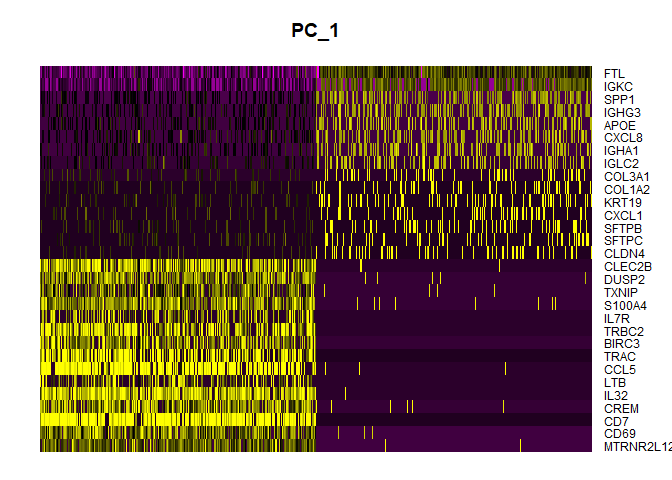 PC_1
FTL
IGKC
SPP1
IGHG3
APOE
CXCL8
IGHA1
IGLC2
COL3A1
COL1A2
KRT19
CXCL1
SFTPB
SFTPC
CLDN4
CLEC2B
DUSP2
TXNIP
S100A4
IL7R
TRBC2
BIRC3
TRAC
CCL5
LTB
IL32
CREM
CD7
CD69
MTRNR2L12